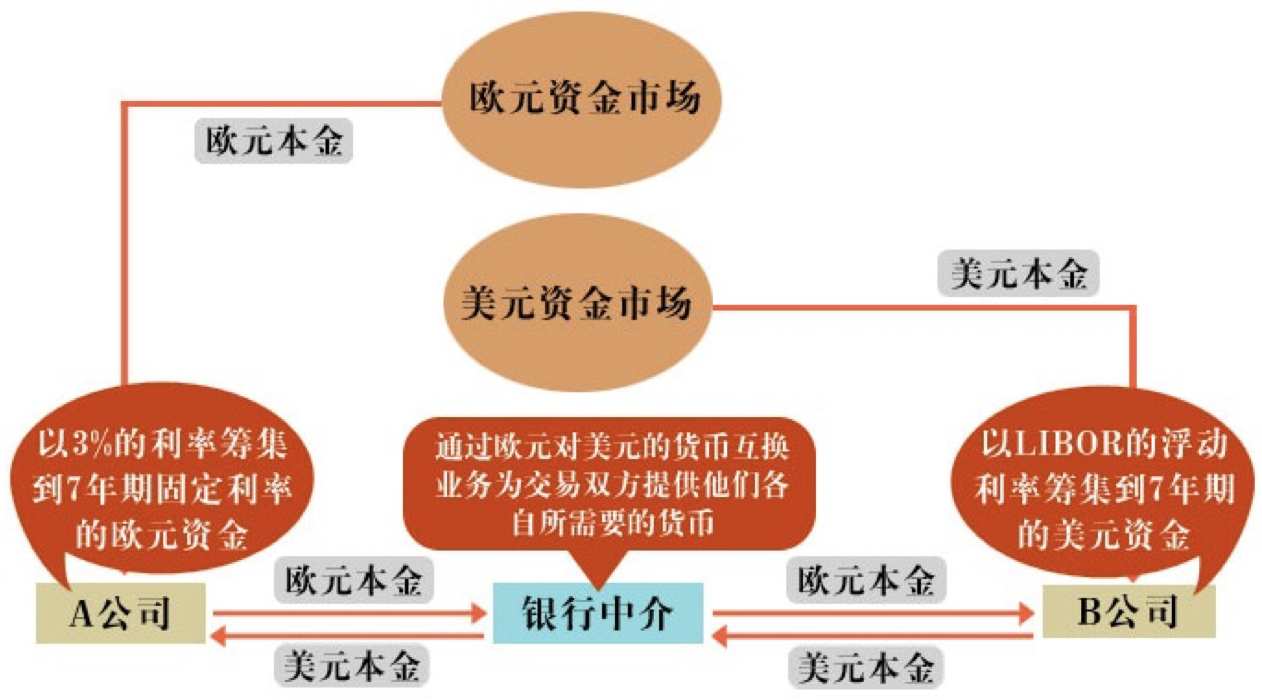 欧元资金市场
欧元本金
美元资金市场
美元本金
以3%的利率筹集
到7年期固定利率
的欧元资金
通过欧元对美元的货币互换
业务为交易双方提供他们各
自所需要的货币
以LIBOR的浮动
利率筹集到7年期
的美元资金
欧元本金
欧元本金
A公司
银行中介
B公司
美元本金
美元本金